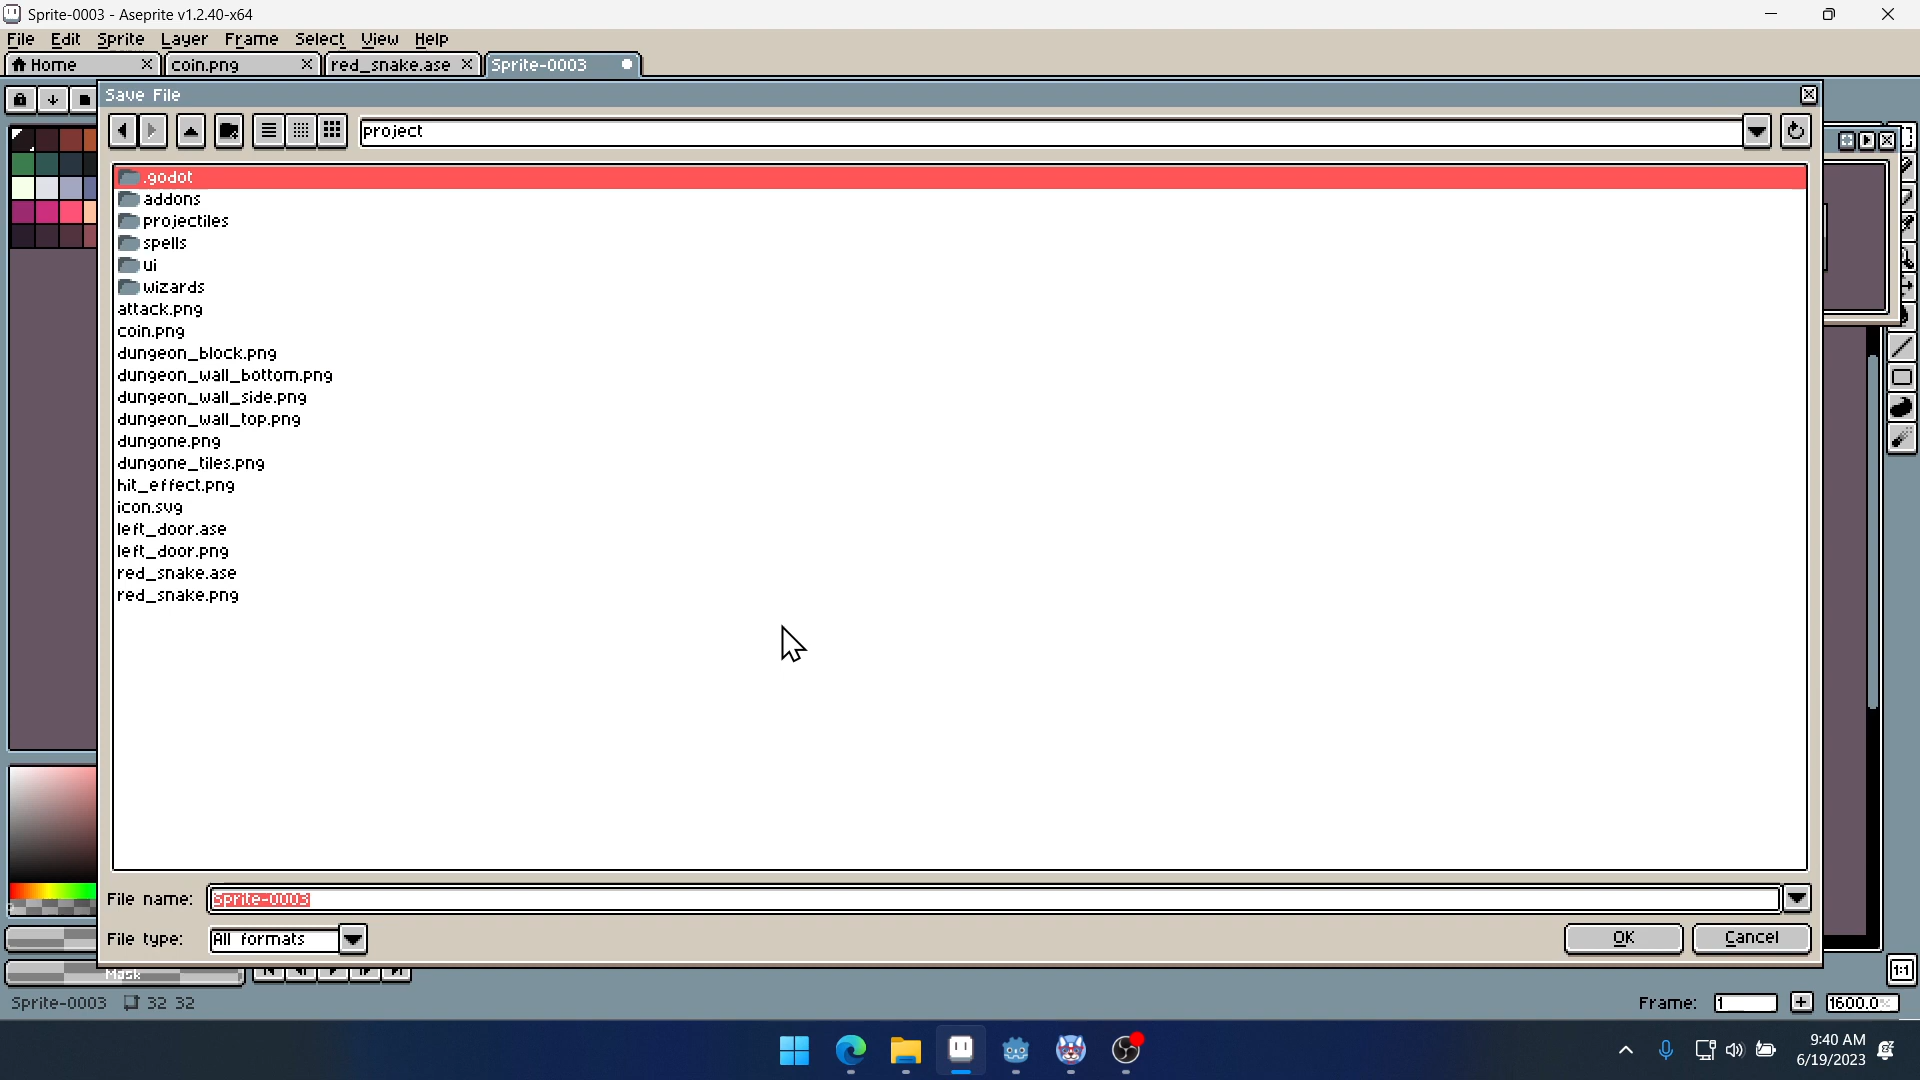 Sprite-0003 - Aseprite v1.2.40-x64
File Edit Sprite Layer Frame Select View Help
Home coin.png red_snake.ase Sprite-0003
Save File
project
.godot
addons
projectiles
spells
ui
wizards
attack.png
coin.png
dungeon_block.png
dungeon_wall_bottom.png
dungeon_wall_side.png
dungeon_wall_top.png
dungone.png
dungone_tiles.png
hit_effect.png
icon.svg
left_door.ase
left_door.png
red_snake.ase
red_snake.png
File name: Sprite-0003
File type: All formats
OK Cancel
Mask
1:1
Sprite-0003 32 32
Frame: 1 1600.0
9:40 AM
6/19/2023